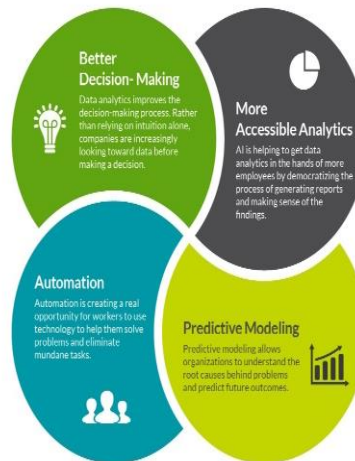 Better
Decision- Making
Data analytics improves the
decision-making process. Rather
than relying on intuition alone,
companies are increasingly
looking toward data before
making a decision.
More
Accessible Analytics
AI is helping to get data
analytics in the hands of more
employees by democratizing the
process of generating reports
and making sense of the
findings.
Automation
Automation is creating a real
opportunity for workers to use
technology to help them solve
problems and eliminate
mundane tasks.
Predictive Modeling
Predictive modeling allows
organizations to understand the
root causes behind problems
and predict future outcomes.